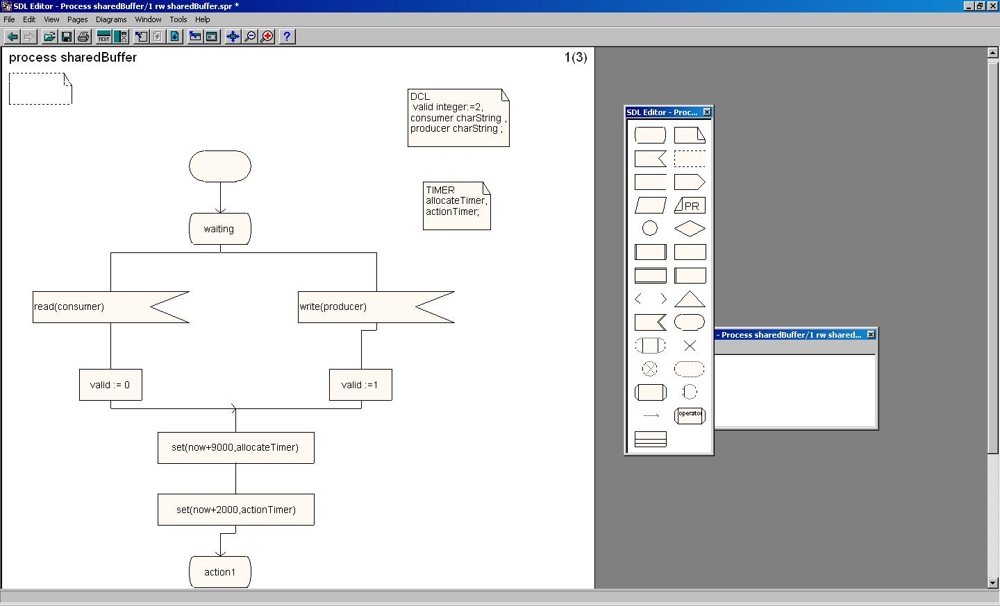 SDL Editor - Process sharedBuffer/1 rw sharedBuffer.spr *
File Edit View Pages Diagrams Window Tools Help
TEXT
?
process sharedBuffer
1(3)
DCL
valid integer:=2,
consumer charString ,
producer charString ;
TIMER
allocateTimer,
actionTimer;
waiting
read(consumer)
write(producer)
valid := 0
valid :=1
set(now+9000,allocateTimer)
set(now+2000,actionTimer)
action1
SDL Editor - Proc...
PR
operator
- Process sharedBuffer/1 rw shared...